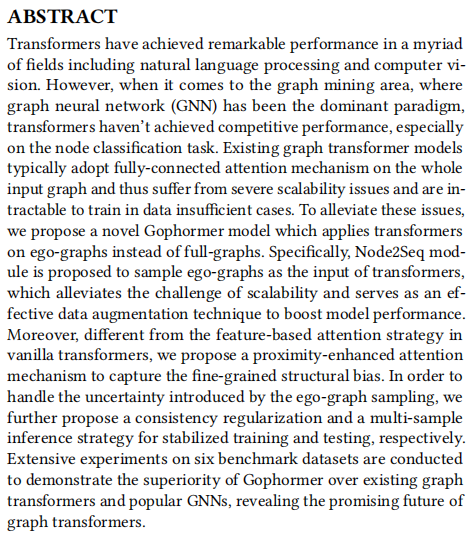 ABSTRACT
Transformers have achieved remarkable performance in a myriad
of fields including natural language processing and computer vi-
sion. However, when it comes to the graph mining area, where
graph neural network (GNN) has been the dominant paradigm,
transformers haven't achieved competitive performance, especially
on the node classification task. Existing graph transformer models
typically adopt fully-connected attention mechanism on the whole
input graph and thus suffer from severe scalability issues and are in-
tractable to train in data insufficient cases. To alleviate these issues,
we propose a novel Gophormer model which applies transformers
on ego-graphs instead of full-graphs. Specifically, Node2Seq mod-
ule is proposed to sample ego-graphs as the input of transformers,
which alleviates the challenge of scalability and serves as an ef-
fective data augmentation technique to boost model performance.
Moreover, different from the feature-based attention strategy in
vanilla transformers, we propose a proximity-enhanced attention
mechanism to capture the fine-grained structural bias. In order to
handle the uncertainty introduced by the ego-graph sampling, we
further propose a consistency regularization and a multi-sample
inference strategy for stabilized training and testing, respectively.
Extensive experiments on six benchmark datasets are conducted
to demonstrate the superiority of Gophormer over existing graph
transformers and popular GNNs, revealing the promising future of
graph transformers.